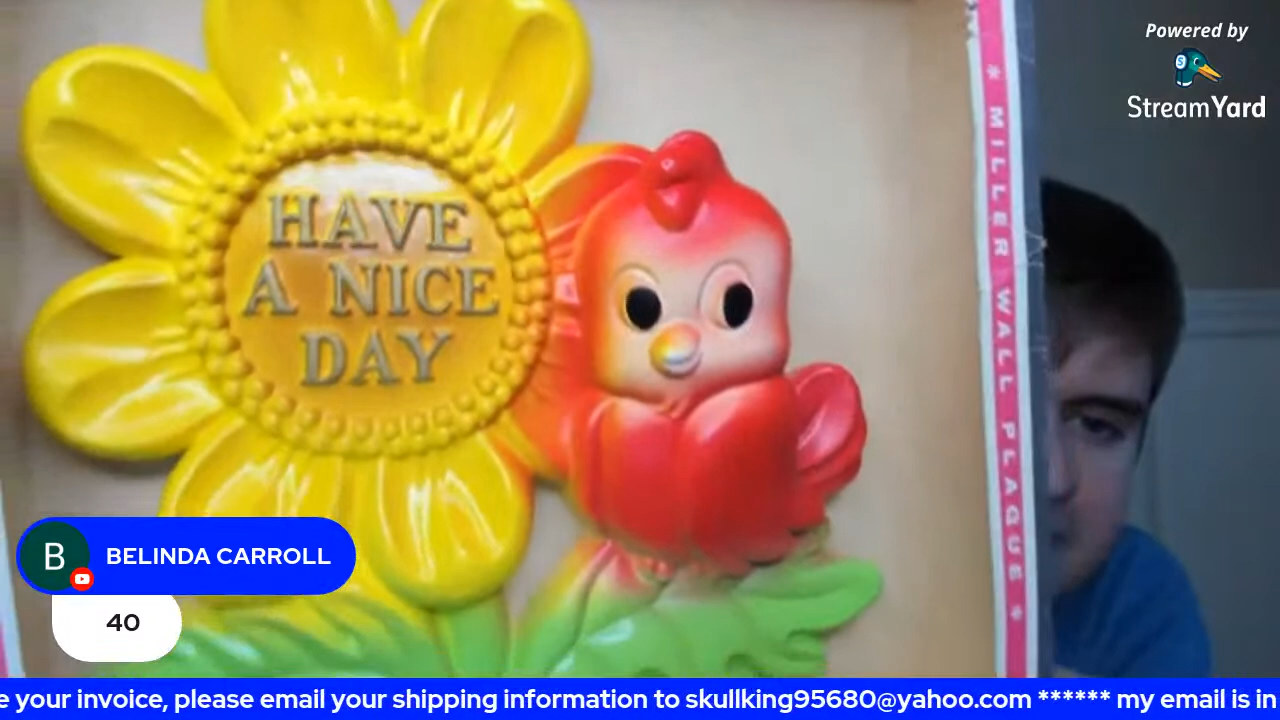 Powered by
StreamYard
HAVE
A NICE
DAY
* MILLER WALL PLAQUE *
B
BELINDA CARROLL
40
e your invoice, please email your shipping information to skullking95680@yahoo.com ****** my email is in